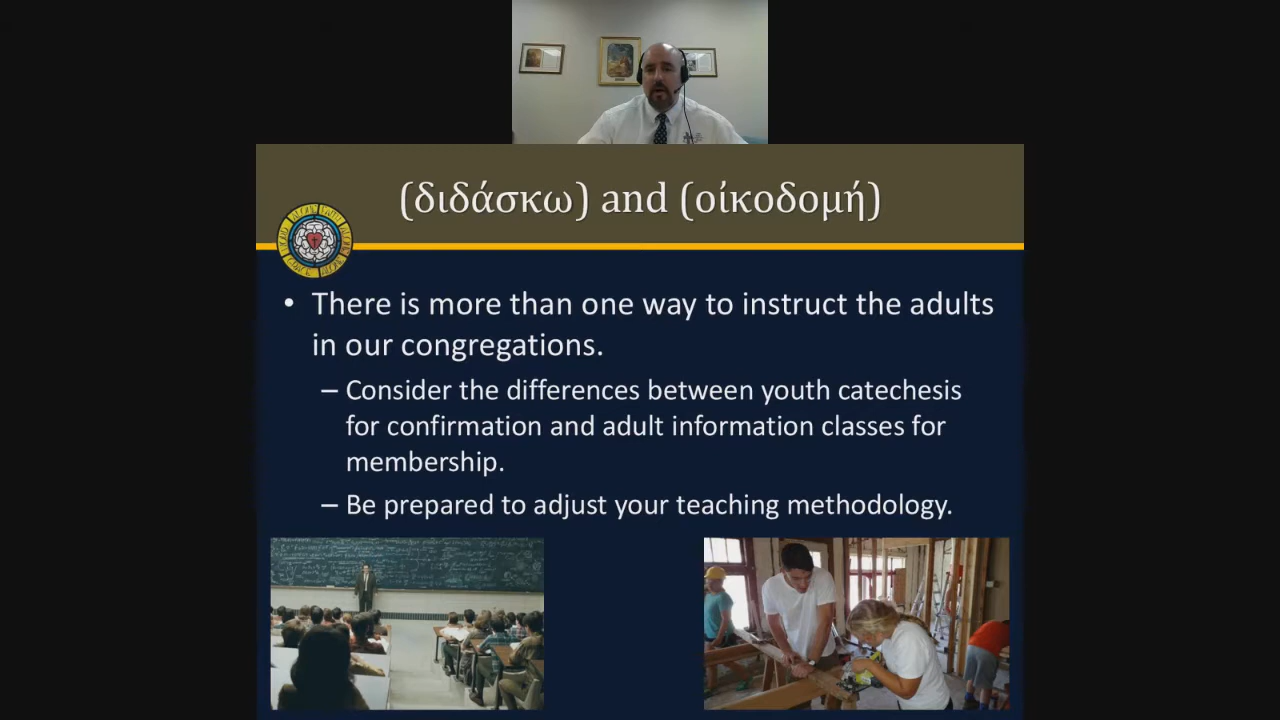 (διδάσκω) and (οἰκοδομή)
• There is more than one way to instruct the adults
in our congregations.
– Consider the differences between youth catechesis
for confirmation and adult information classes for
membership.
– Be prepared to adjust your teaching methodology.